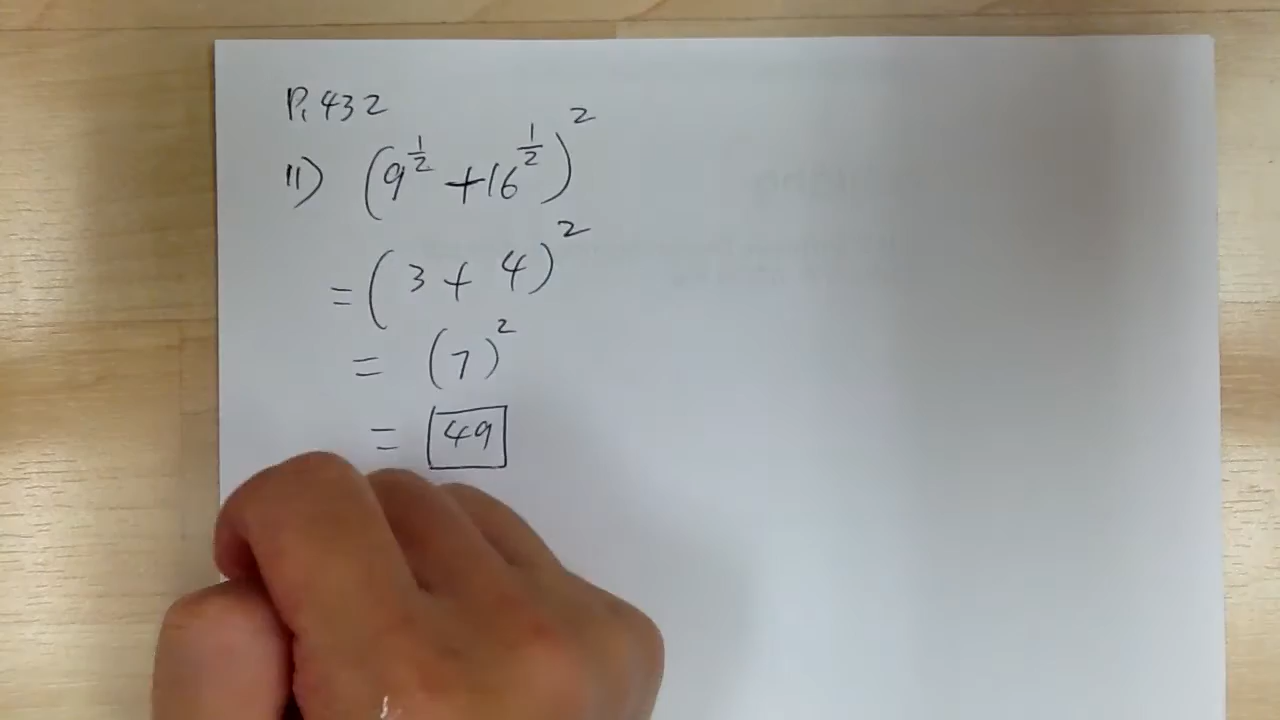 P. 432
11) (9^{1/2} + 16^{1/2})^2
= (3 + 4)^2
= (7)^2
= 49